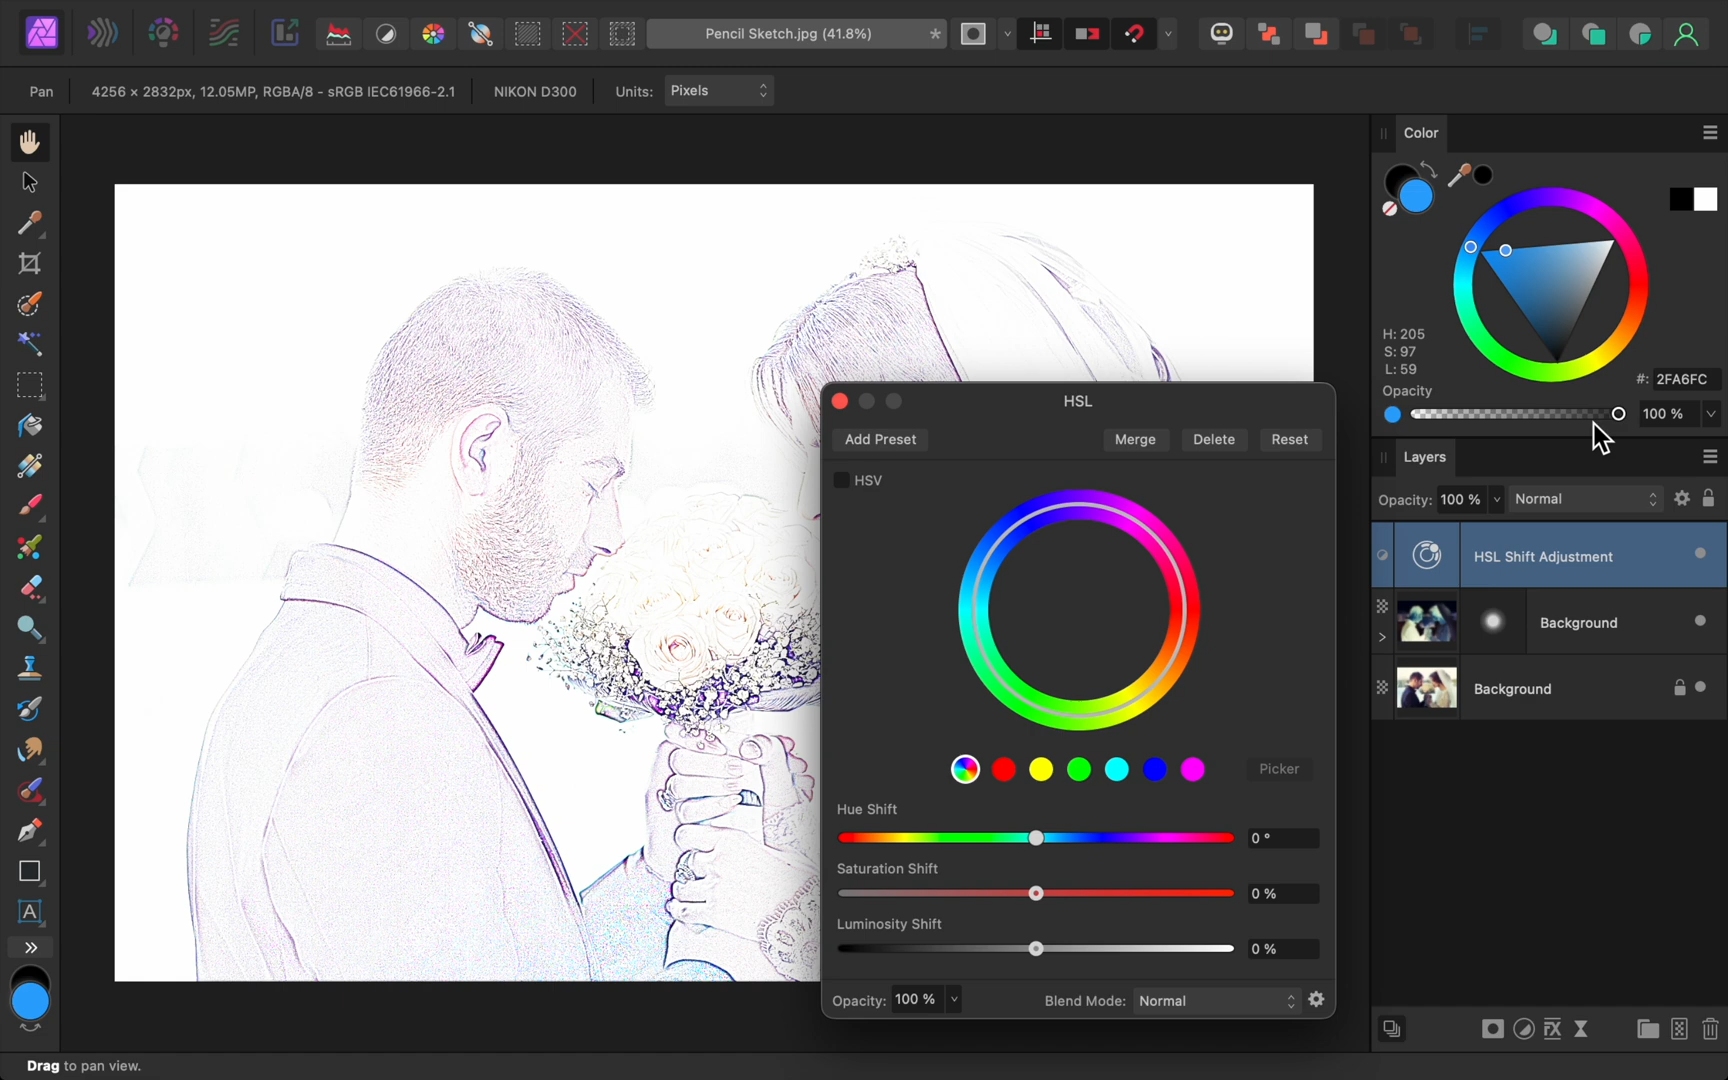 Pencil Sketch.jpg (41.8%)
*
Pan
4256 × 2832px, 12.05MP, RGBA/8 - sRGB IEC61966-2.1
NIKON D300
Units:
Pixels
Color
H: 205
S: 97
L: 59
#:
2FA6FC
Opacity
100 %
Layers
Opacity:
100 %
Normal
HSL Shift Adjustment
Background
Background
HSL
Add Preset
Merge
Delete
Reset
HSV
Picker
Hue Shift
0 °
Saturation Shift
0 %
Luminosity Shift
0 %
Opacity:
100 %
Blend Mode:
Normal
A
FX
Drag to pan view.